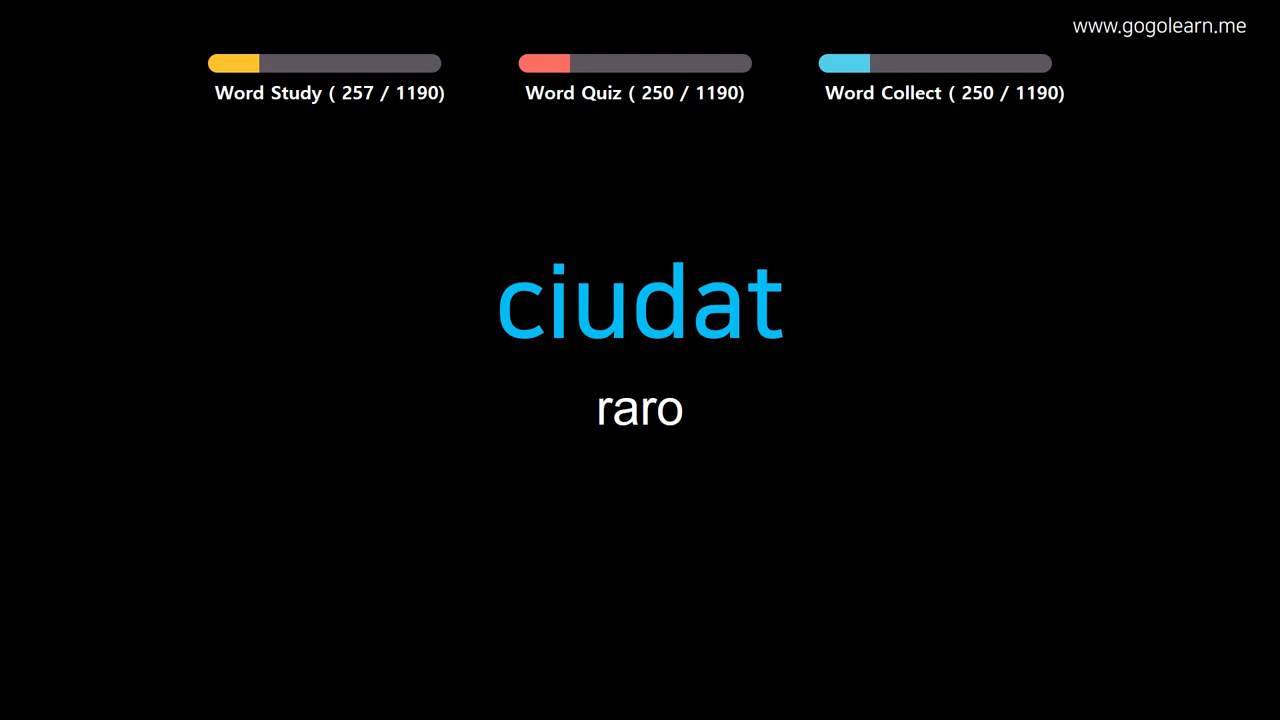 www.gogolearn.me
Word Study ( 257 / 1190)
Word Quiz ( 250 / 1190)
Word Collect ( 250 / 1190)
ciudat
raro